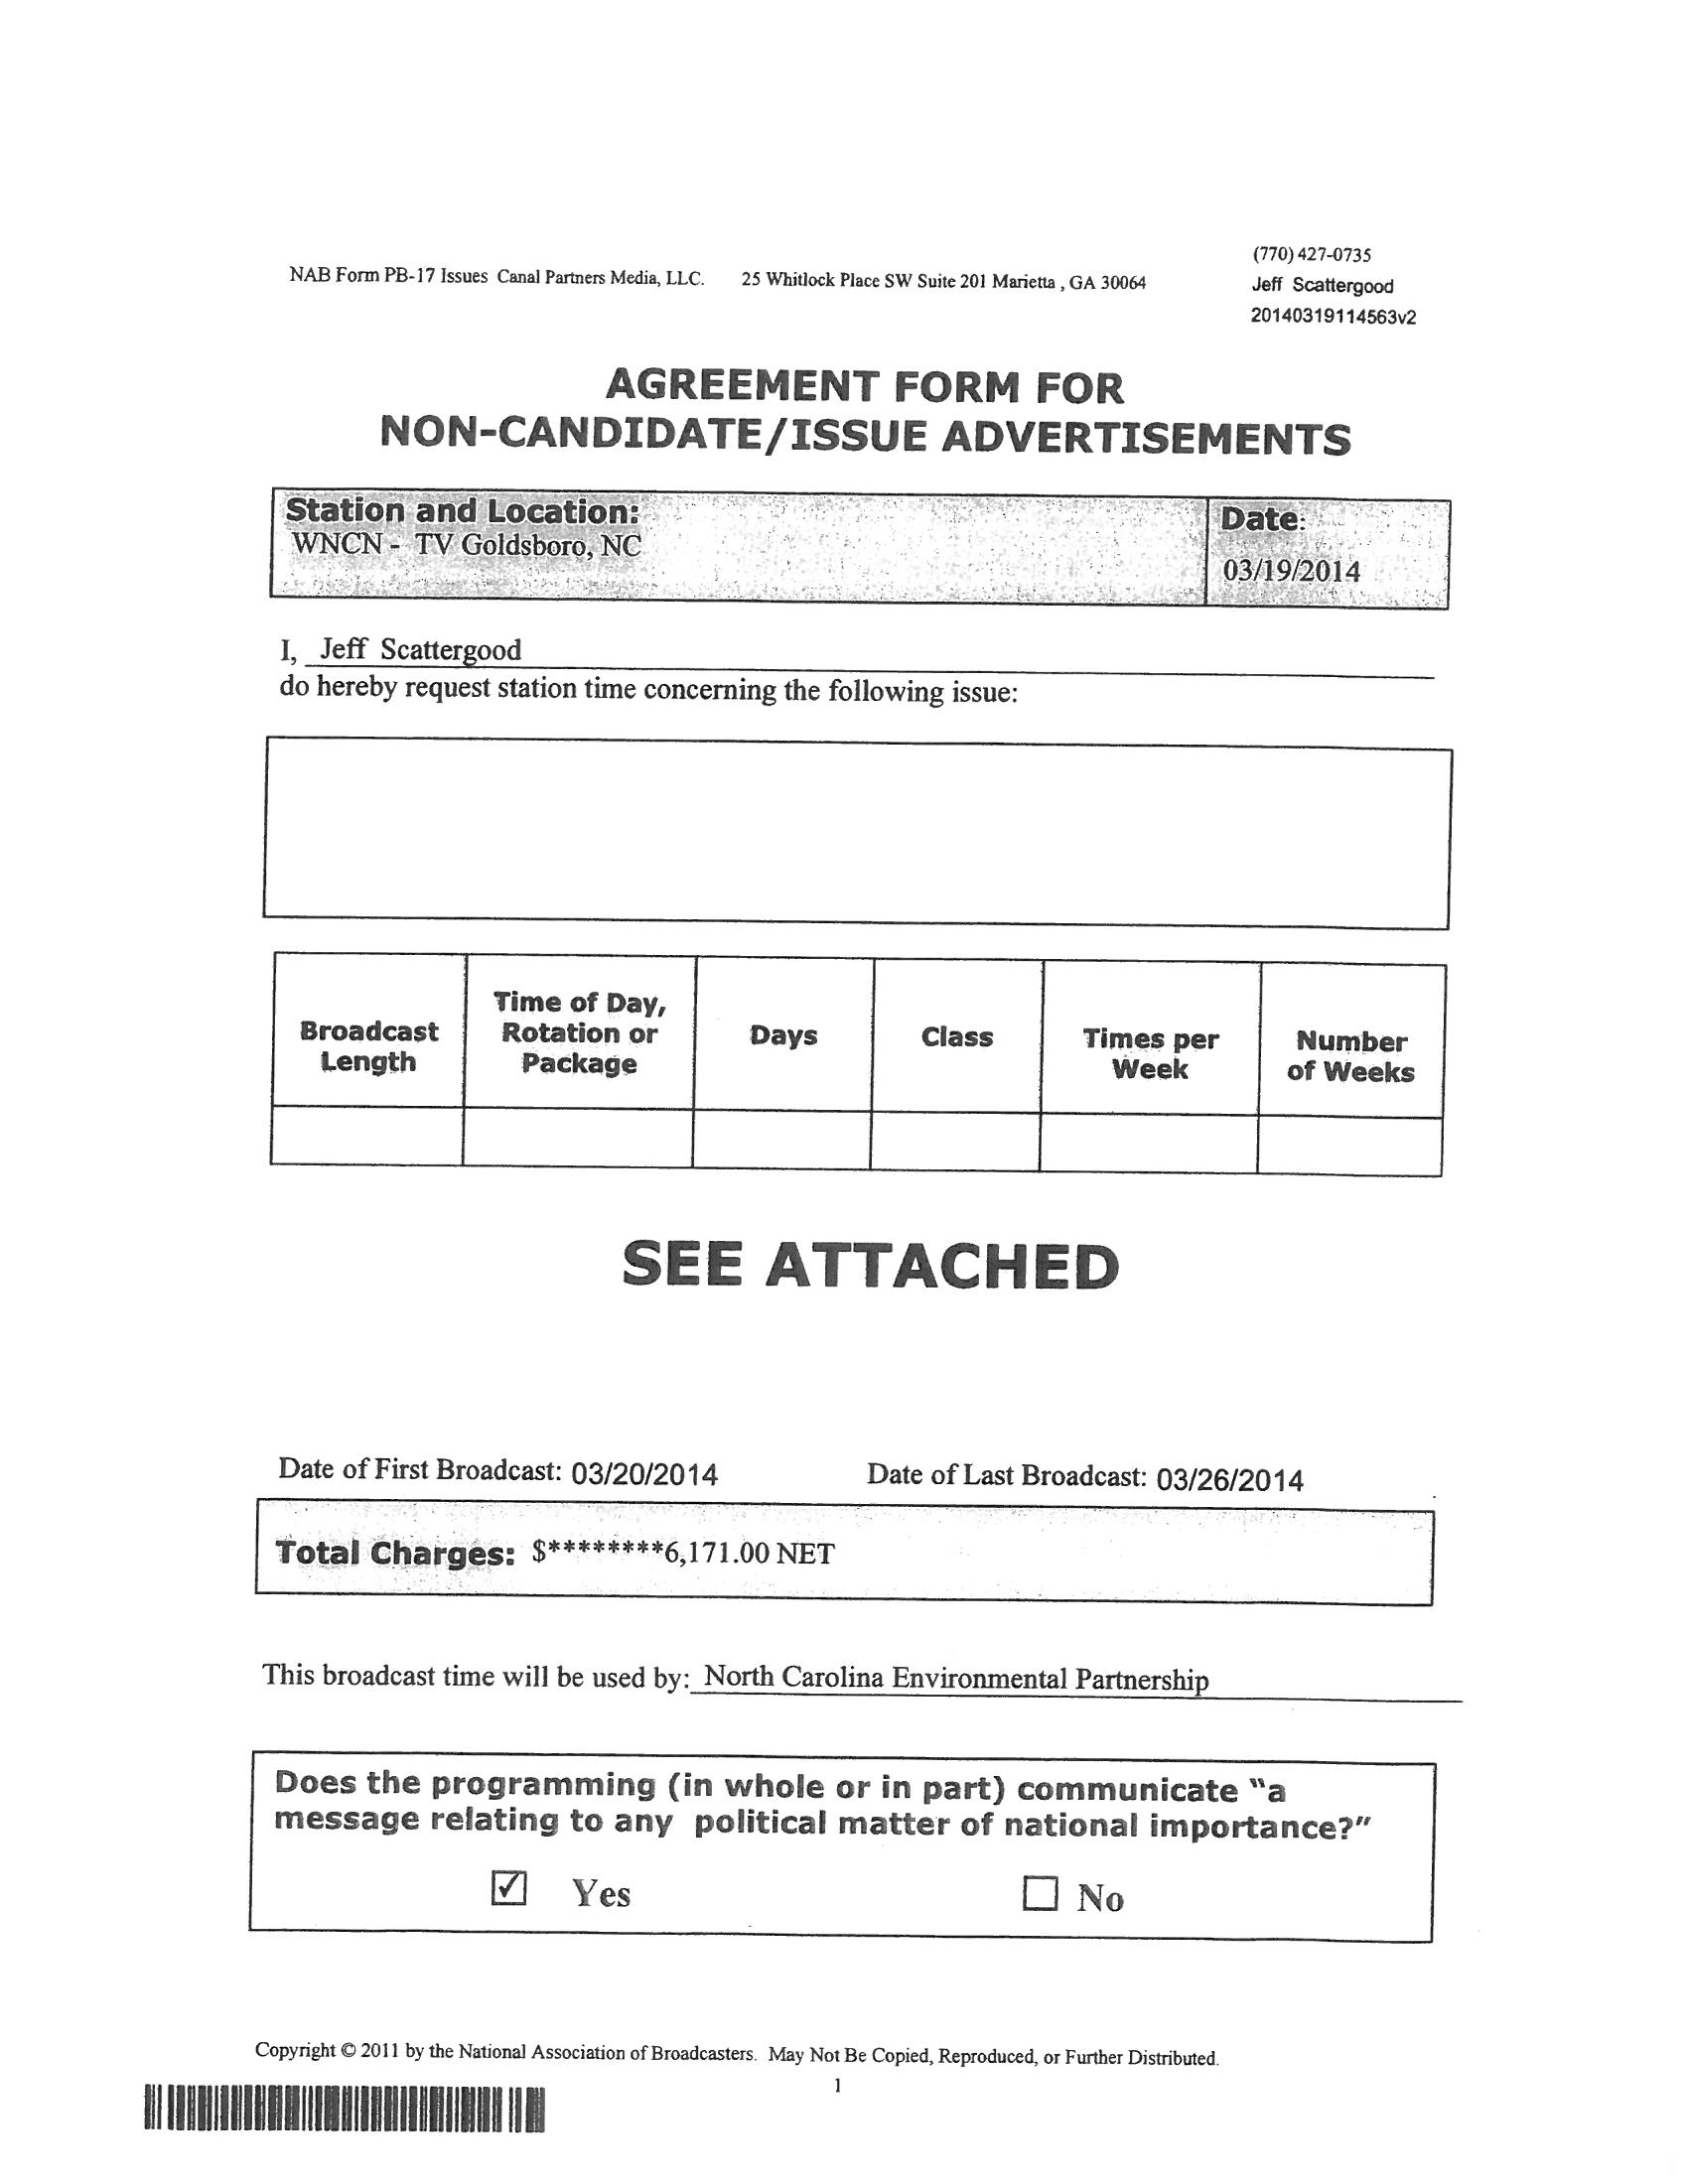 NAB Form PB-17 Issues Canal Partners Media, LLC. 25 Whitlock Place SW Suite 201 Marietta , GA 30064
(770) 427-0735
Jeff Scattergood
20140319114563v2
AGREEMENT FORM FOR
NON-CANDIDATE/ISSUE ADVERTISEMENTS
Station and Location:
WNCN - TV Goldsboro, NC
Date:
03/19/2014
I, Jeff Scattergood
do hereby request station time concerning the following issue:
Broadcast
Length
Time of Day,
Rotation or
Package
Days
Class
Times per
Week
Number
of Weeks
SEE ATTACHED
Date of First Broadcast: 03/20/2014 Date of Last Broadcast: 03/26/2014
Total Charges: $********6,171.00 NET
This broadcast time will be used by: North Carolina Environmental Partnership
Does the programming (in whole or in part) communicate “a
message relating to any political matter of national importance?”
Yes No
Copyright © 2011 by the National Association of Broadcasters. May Not Be Copied, Reproduced, or Further Distributed.
1